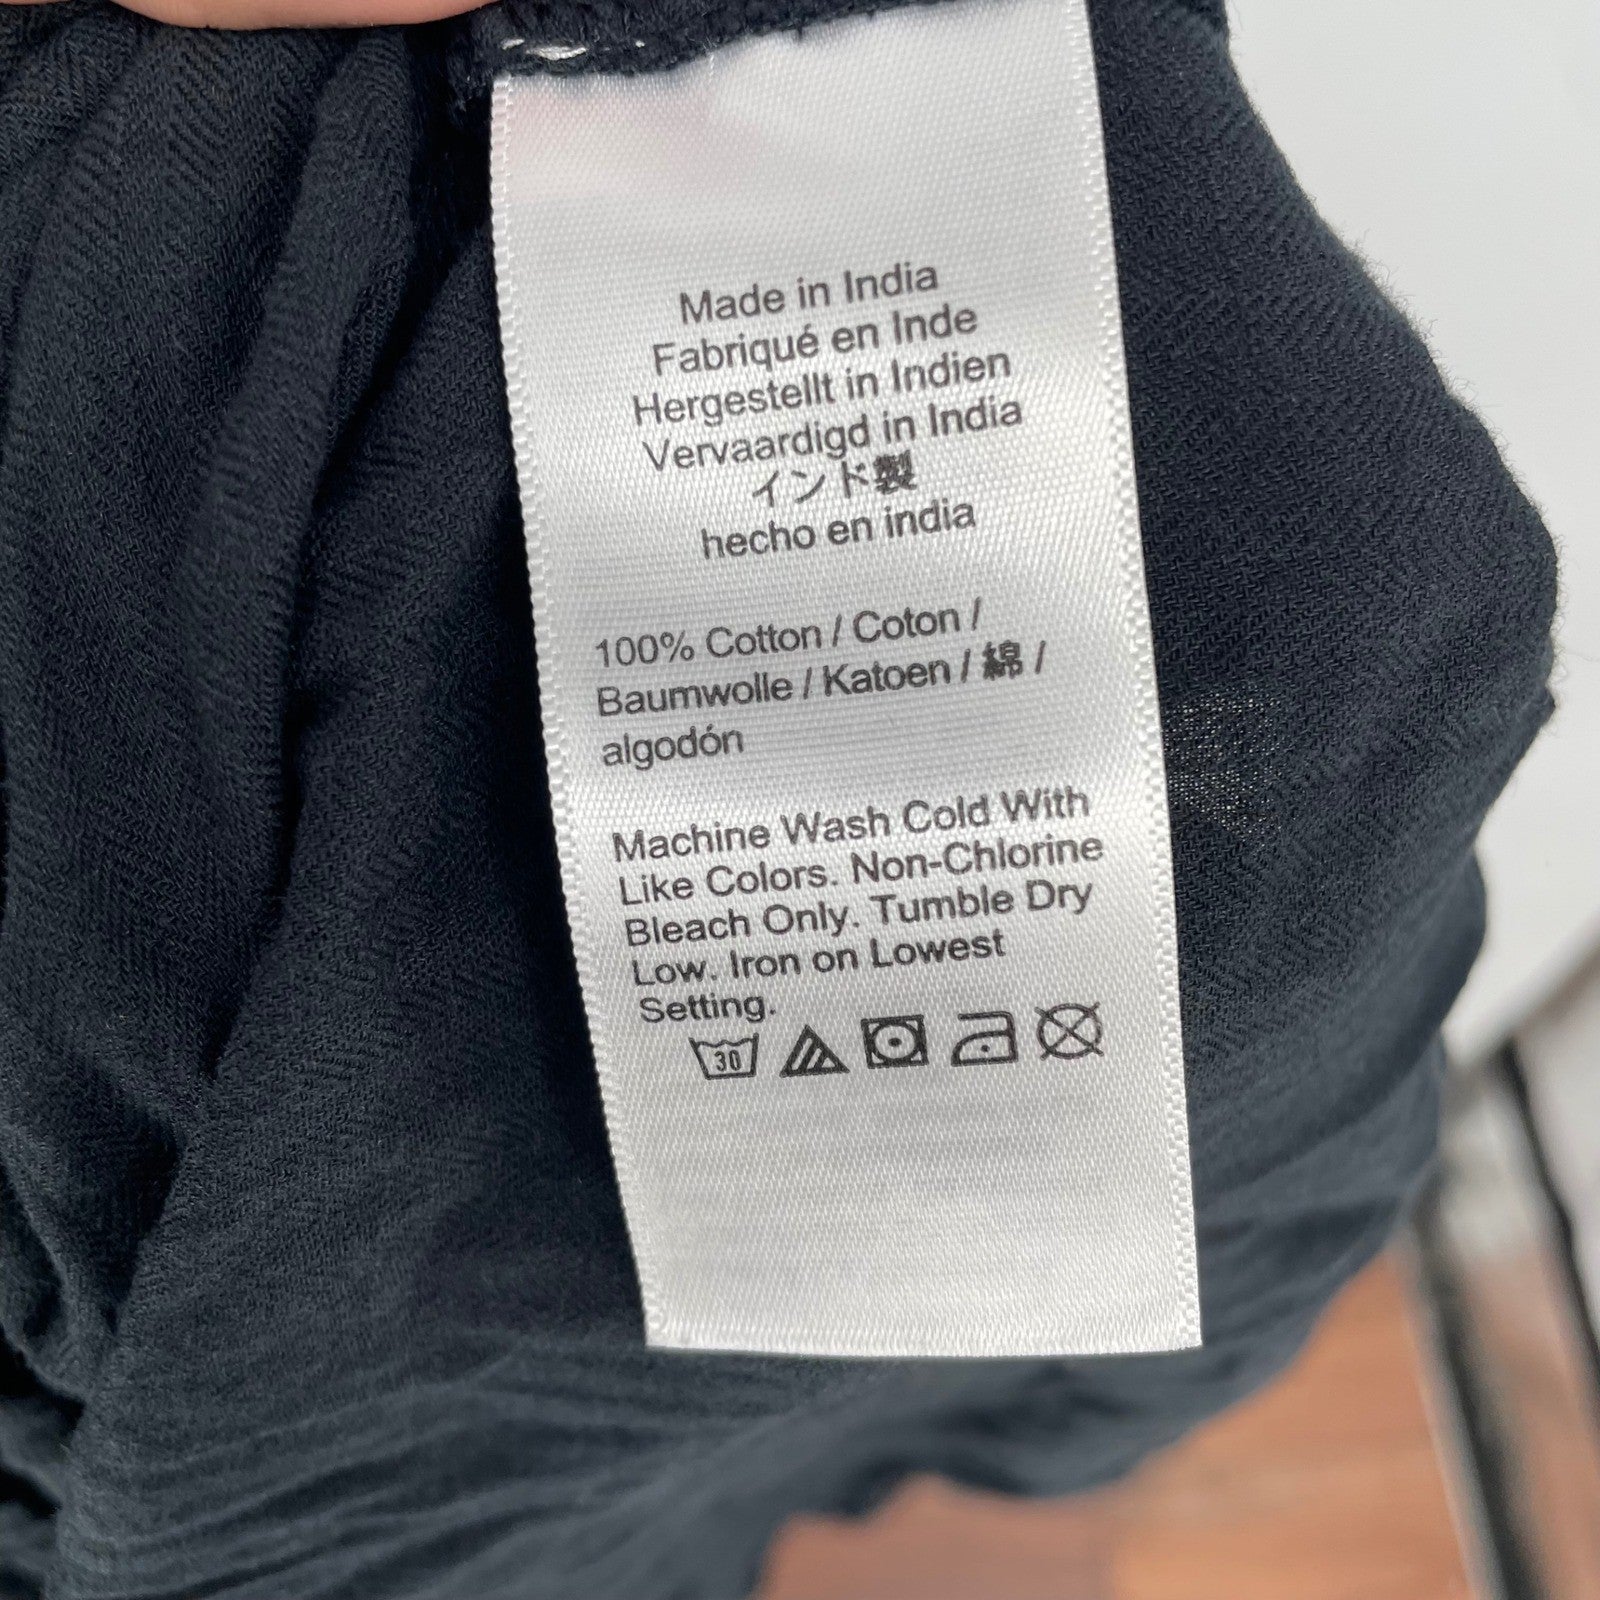 Made in India
Fabriqué en Inde
Hergestellt in Indien
Vervaardigd in India
インド製
hecho en india
100% Cotton / Coton /
Baumwolle / Katoen / 綿 /
algodón
Machine Wash Cold With
Like Colors. Non-Chlorine
Bleach Only. Tumble Dry
Low. Iron on Lowest
Setting.
30